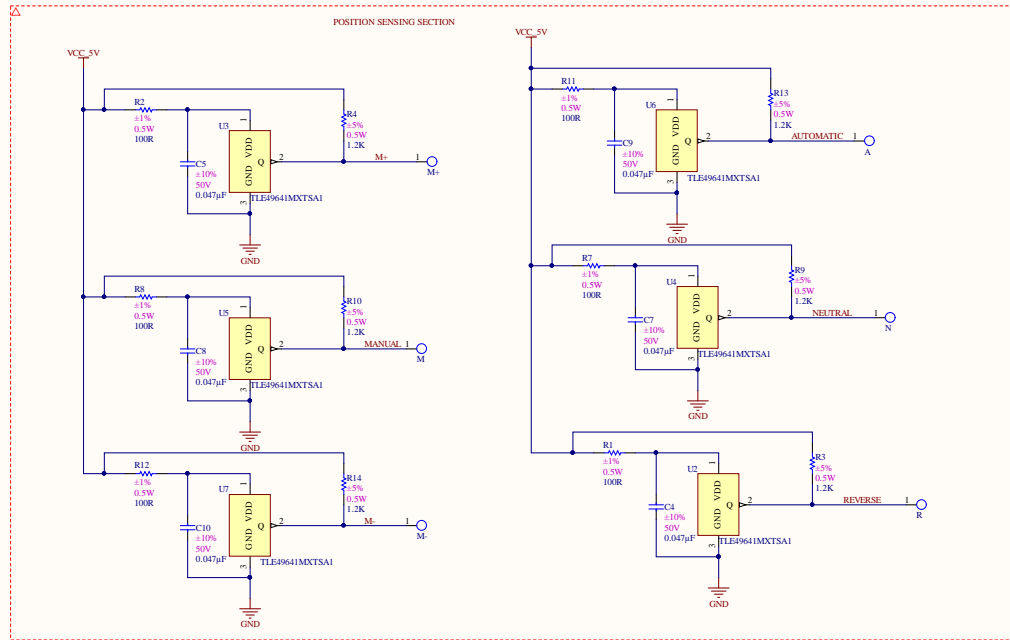 POSITION SENSING SECTION
VCC_5V
R2
±1%
0.5W
100R
R4
±5%
0.5W
1.2K
U3
1
VDD
GND
Q
2
3
C5
±10%
50V
0.047µF
TLE49641MXTSA1
M+
1
M+
GND
R8
±1%
0.5W
100R
R10
±5%
0.5W
1.2K
U5
1
VDD
GND
Q
2
3
C8
±10%
50V
0.047µF
TLE49641MXTSA1
MANUAL
1
M
GND
R12
±1%
0.5W
100R
R14
±5%
0.5W
1.2K
U7
1
VDD
GND
Q
2
3
C10
±10%
50V
0.047µF
TLE49641MXTSA1
M-
1
M-
GND
VCC_5V
R11
±1%
0.5W
100R
R13
±5%
0.5W
1.2K
U6
1
VDD
GND
Q
2
3
C9
±10%
50V
0.047µF
TLE49641MXTSA1
AUTOMATIC
1
A
GND
R7
±1%
0.5W
100R
R9
±5%
0.5W
1.2K
U4
1
VDD
GND
Q
2
3
C7
±10%
50V
0.047µF
TLE49641MXTSA1
NEUTRAL
1
N
GND
R1
±1%
0.5W
100R
R3
±5%
0.5W
1.2K
U2
1
VDD
GND
Q
2
3
C4
±10%
50V
0.047µF
TLE49641MXTSA1
REVERSE
1
R
GND